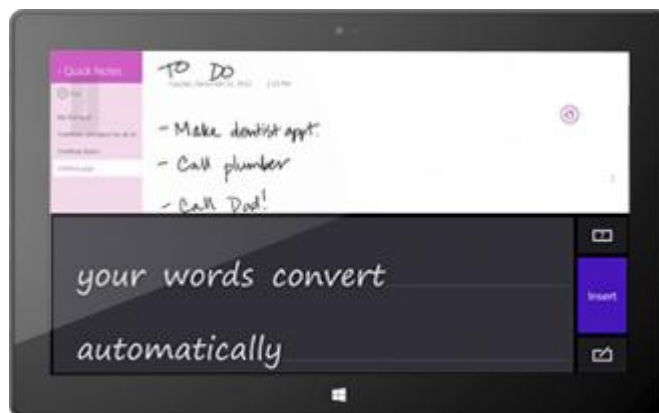 Quick Notes
TO DO
- Make dentist appt.
- Call plumber
- Call Dad!
your words convert
Insert
automatically